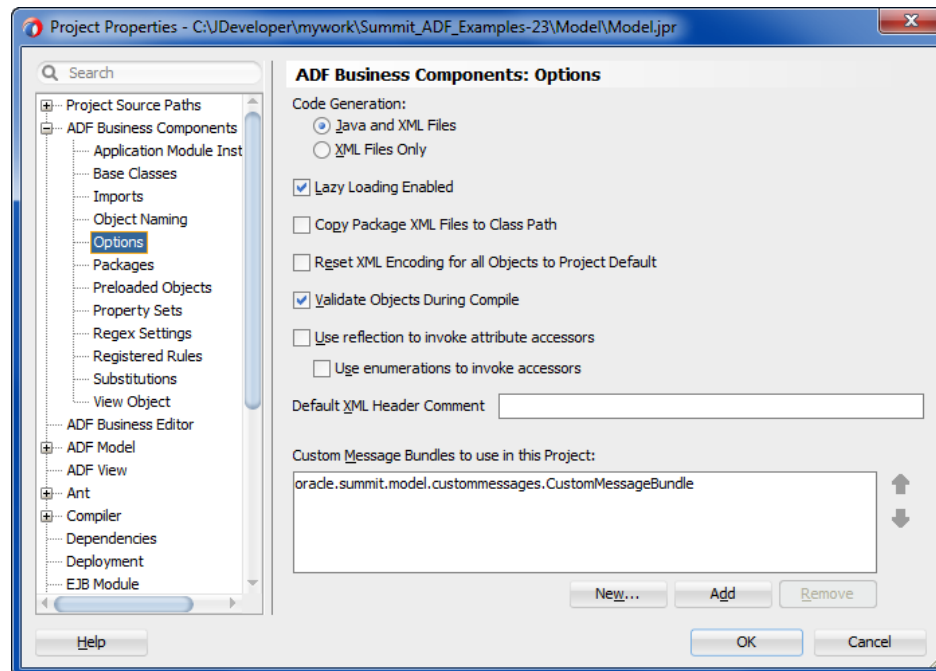 Project Properties - C:\JDeveloper\mywork\Summit_ADF_Examples-23\Model\Model.jpr
Search
Project Source Paths
ADF Business Components
Application Module Inst
Base Classes
Imports
Object Naming
Options
Packages
Preloaded Objects
Property Sets
Regex Settings
Registered Rules
Substitutions
View Object
ADF Business Editor
ADF Model
ADF View
Ant
Compiler
Dependencies
Deployment
EJB Module
ADF Business Components: Options
Code Generation:
Java and XML Files
XML Files Only
Lazy Loading Enabled
Copy Package XML Files to Class Path
Reset XML Encoding for all Objects to Project Default
Validate Objects During Compile
Use reflection to invoke attribute accessors
Use enumerations to invoke accessors
Default XML Header Comment
Custom Message Bundles to use in this Project:
oracle.summit.model.custommessages.CustomMessageBundle
New... Add Remove
Help OK Cancel